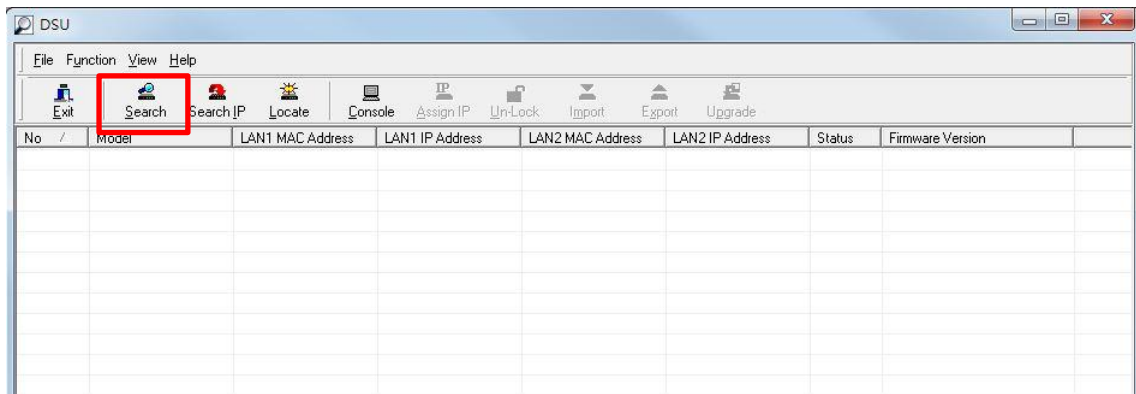 DSU
File Function View Help
Exit Search Search IP Locate Console Assign IP Un-Lock Import Export Upgrade
No / Model LAN1 MAC Address LAN1 IP Address LAN2 MAC Address LAN2 IP Address Status Firmware Version